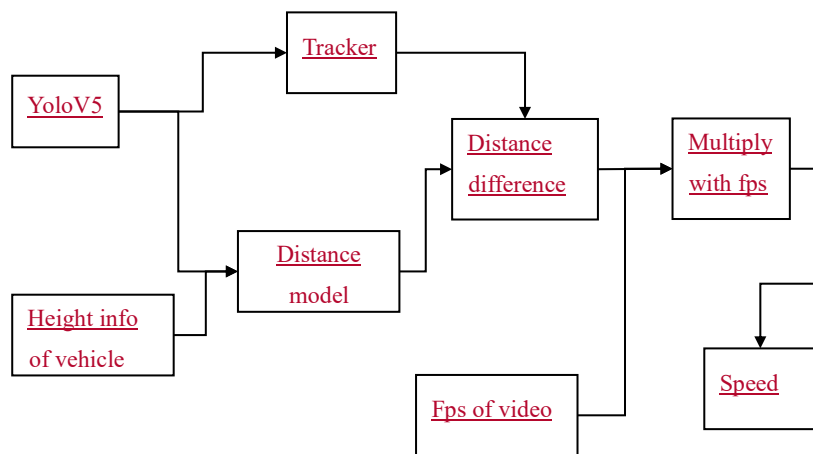 Tracker
YoloV5
Distance
difference
Multiply
with fps
Distance
model
Height info
of vehicle
Fps of video
Speed